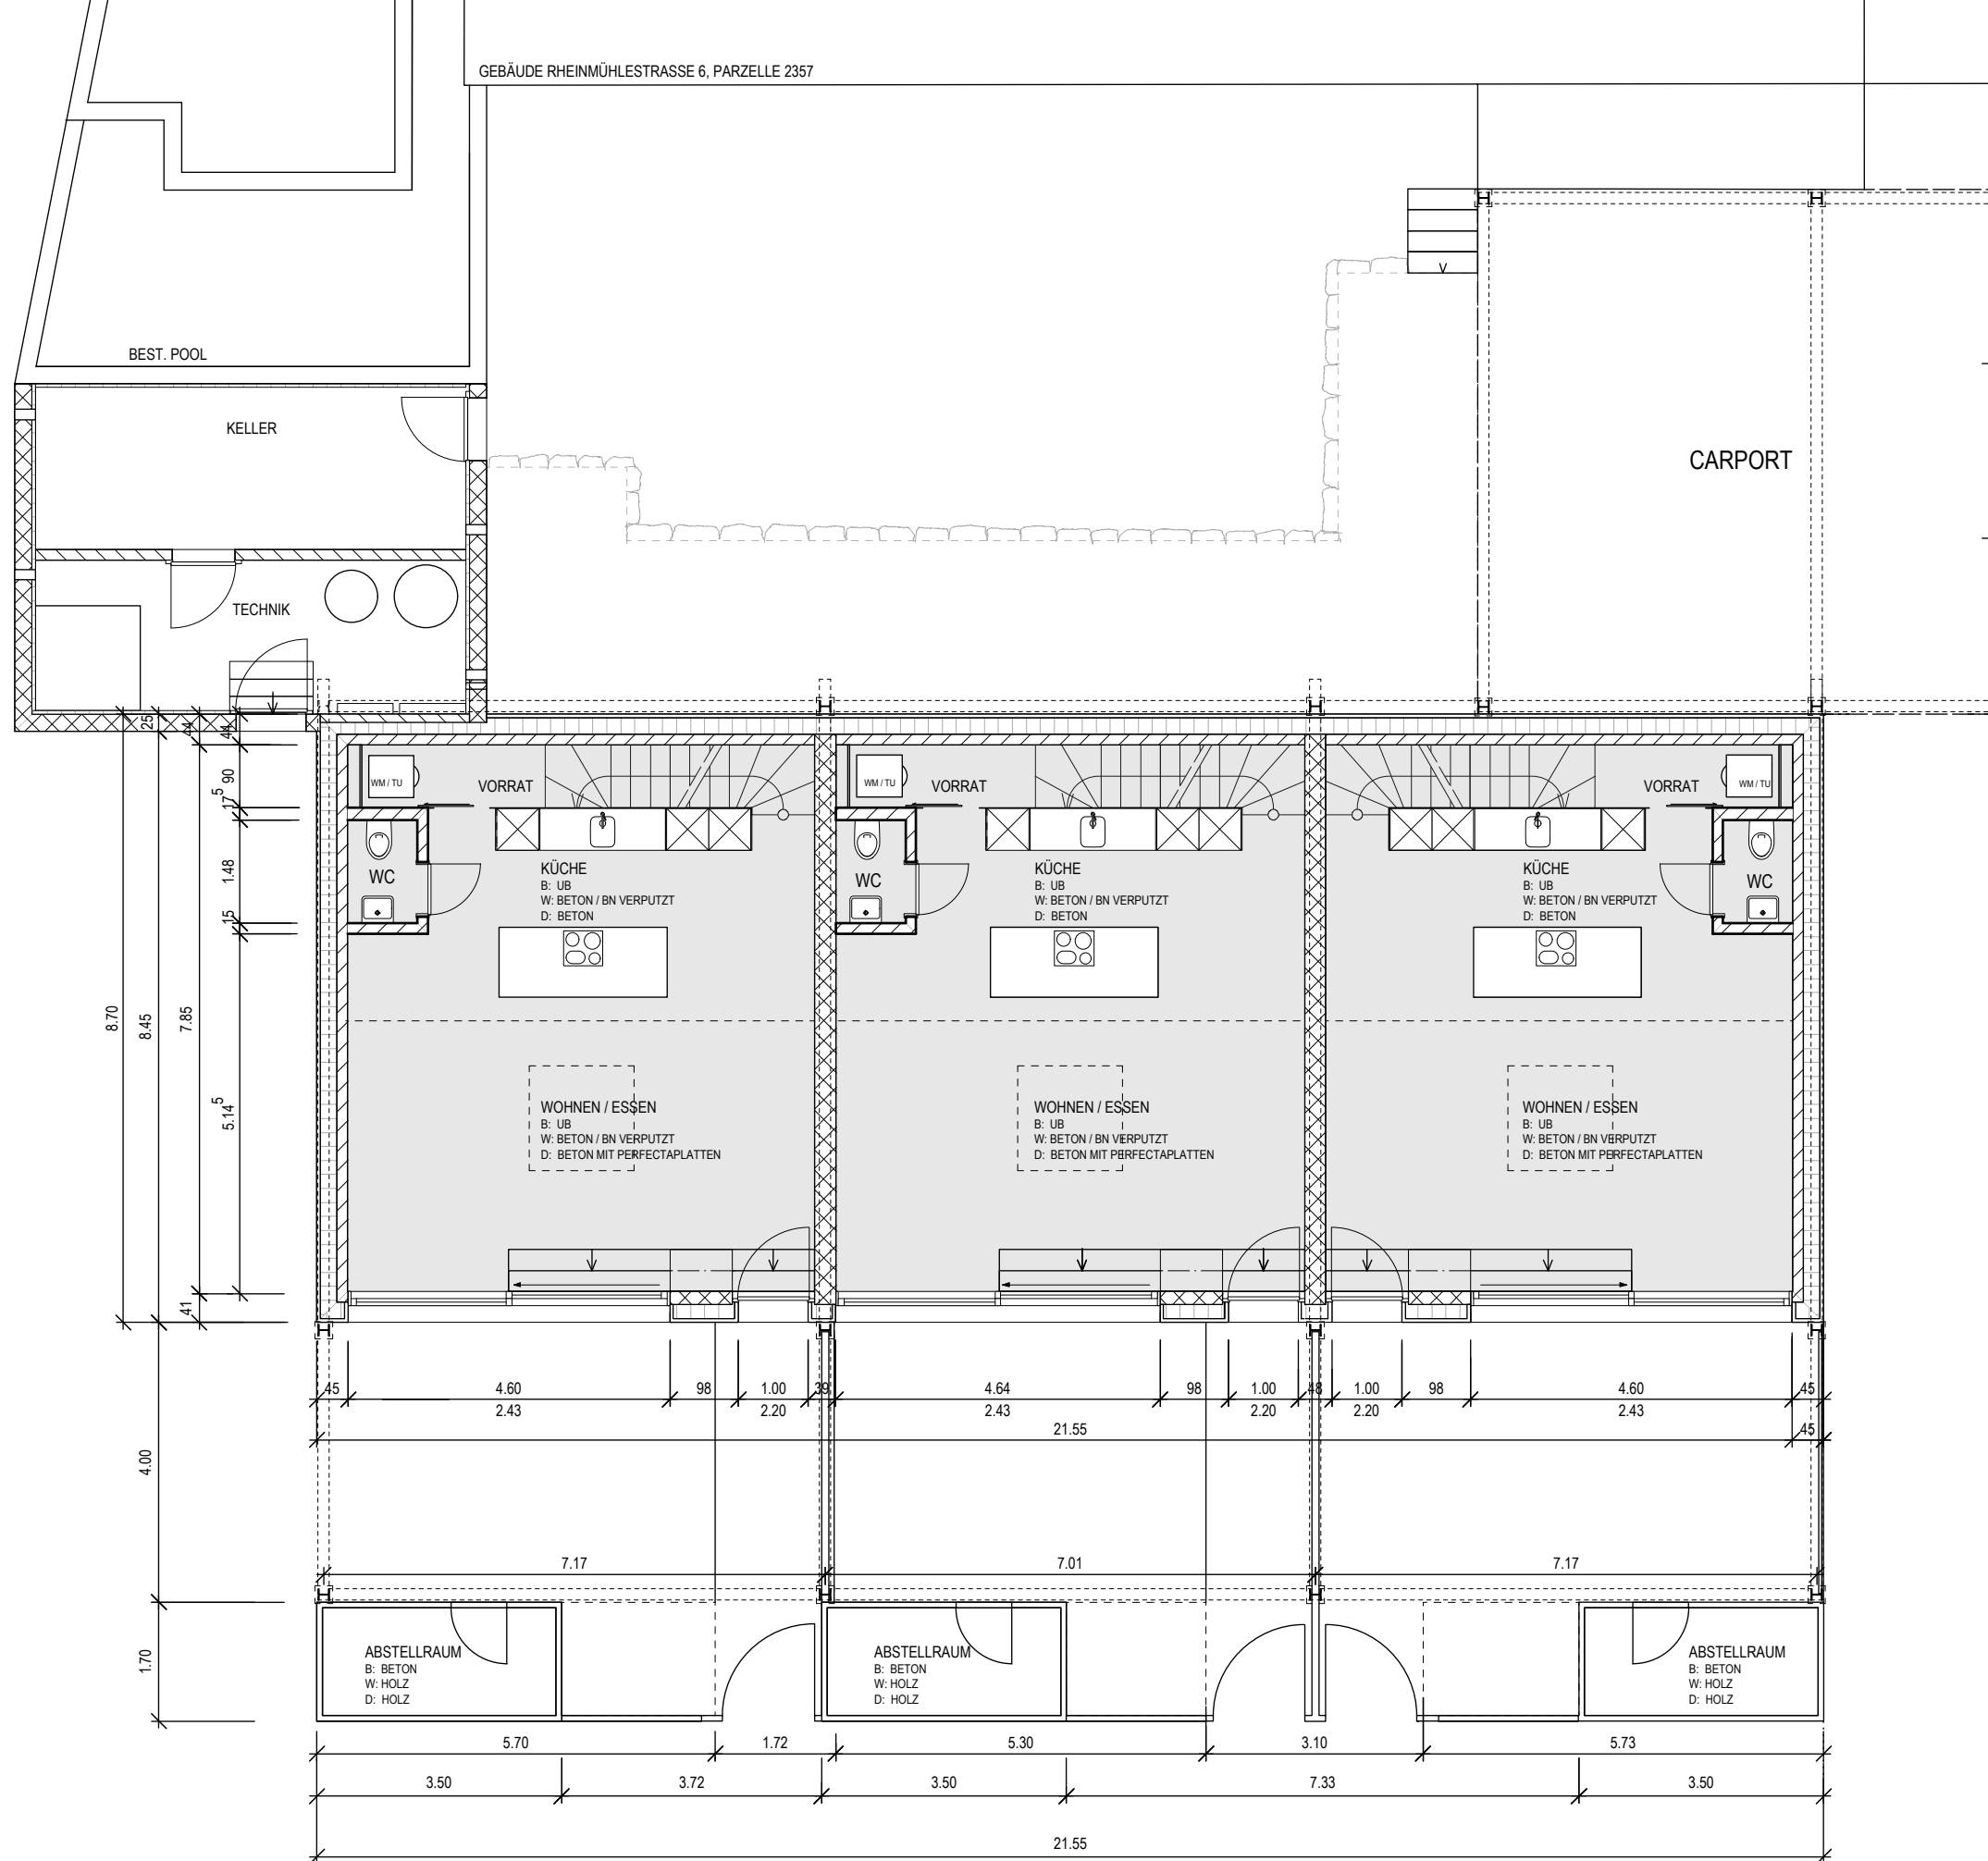 GEBÄUDE RHEINMÜHLESTRASSE 6, PARZELLE 2357
BEST. POOL
KELLER
CARPORT
TECHNIK
25
44
44
90
5
17
1.48
15
5.14
5
41
8.70
8.45
7.85
4.00
1.70
WM / TU
VORRAT
WM / TU
VORRAT
VORRAT
WM / TU
WC
WC
WC
KÜCHE
B: UB
W: BETON / BN VERPUTZT
D: BETON
KÜCHE
B: UB
W: BETON / BN VERPUTZT
D: BETON
KÜCHE
B: UB
W: BETON / BN VERPUTZT
D: BETON
WOHNEN / ESSEN
B: UB
W: BETON / BN VERPUTZT
D: BETON MIT PERFECTAPLATTEN
WOHNEN / ESSEN
B: UB
W: BETON / BN VERPUTZT
D: BETON MIT PERFECTAPLATTEN
WOHNEN / ESSEN
B: UB
W: BETON / BN VERPUTZT
D: BETON MIT PERFECTAPLATTEN
45 4.60 98 1.00 39 4.64 98 1.00 48 1.00 98 4.60 45
2.43 2.20 2.43 2.20 2.20 2.43
21.55 45
7.17 7.01 7.17
ABSTELLRAUM
B: BETON
W: HOLZ
D: HOLZ
ABSTELLRAUM
B: BETON
W: HOLZ
D: HOLZ
ABSTELLRAUM
B: BETON
W: HOLZ
D: HOLZ
5.70 1.72 5.30 3.10 5.73
3.50 3.72 3.50 7.33 3.50
21.55